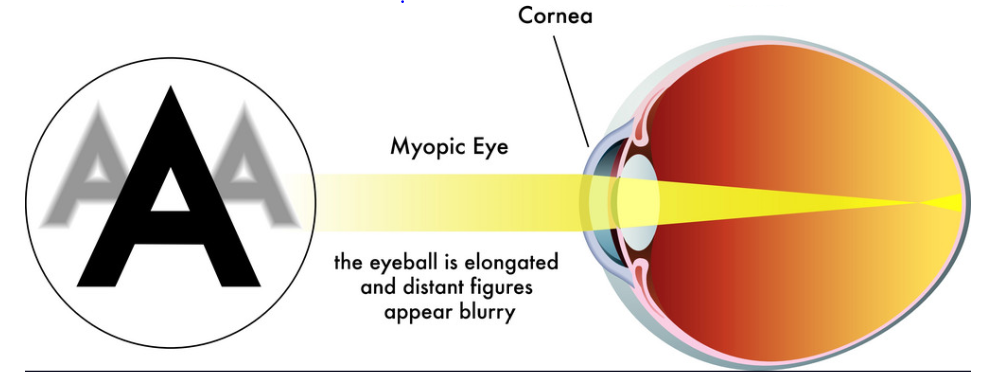 Cornea
A A A
Myopic Eye
the eyeball is elongated
and distant figures
appear blurry